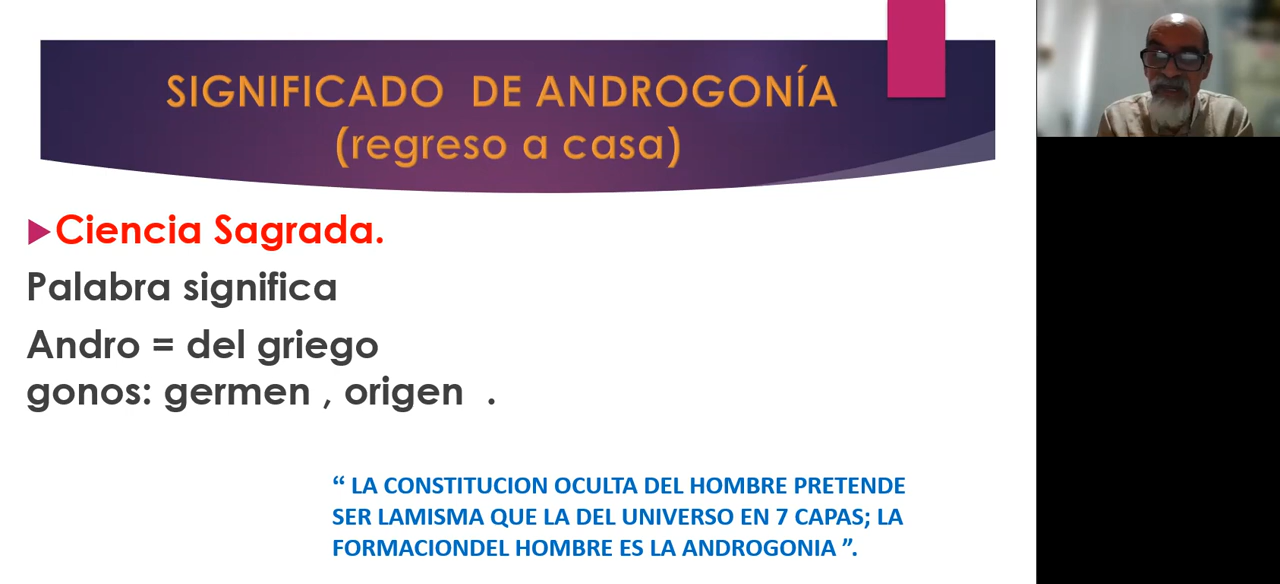 SIGNIFICADO DE ANDROGONÍA
(regreso a casa)
Ciencia Sagrada.
Palabra significa
Andro = del griego
gonos: germen , origen .
“ LA CONSTITUCION OCULTA DEL HOMBRE PRETENDE
SER LAMISMA QUE LA DEL UNIVERSO EN 7 CAPAS; LA
FORMACIONDEL HOMBRE ES LA ANDROGONIA ”.